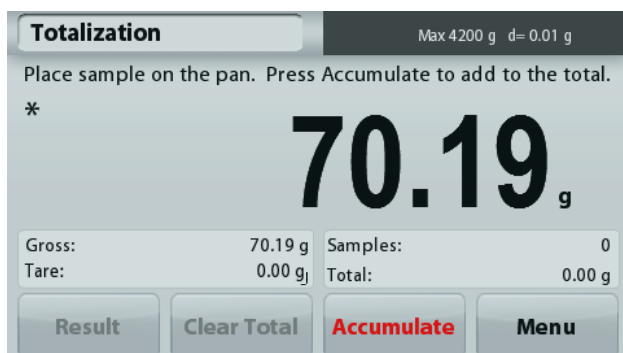 Totalization Max 4200 g d= 0.01 g
Place sample on the pan. Press Accumulate to add to the total.
*
70.19 g
Gross: 70.19 g Samples: 0
Tare: 0.00 g Total: 0.00 g
Result Clear Total Accumulate Menu